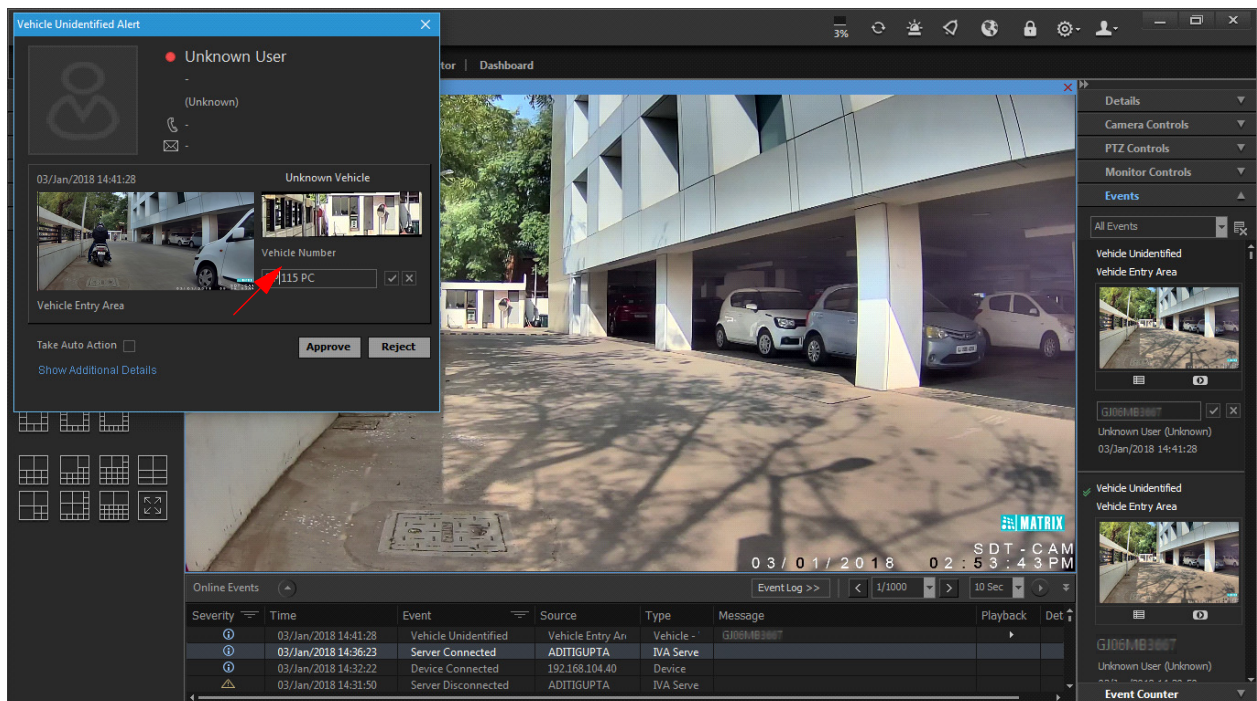 Vehicle Unidentified Alert
Unknown User
-
(Unknown)
-
-
03/Jan/2018 14:41:28
Unknown Vehicle
Vehicle Number
115 PC
Vehicle Entry Area
Take Auto Action
Approve
Reject
Show Additional Details
3%
tor | Dashboard
MATRIX
SDT-CAM
03/01/2018 02:53:43PM
Details
Camera Controls
PTZ Controls
Monitor Controls
Events
All Events
Vehicle Unidentified
Vehicle Entry Area
Unknown User (Unknown)
03/Jan/2018 14:41:28
Vehicle Unidentified
Vehicle Entry Area
Unknown User (Unknown)
Event Counter
Online Events
Event Log >>
1/1000
10 Sec
Severity Time Event Source Type Message Playback Det
03/Jan/2018 14:41:28 Vehicle Unidentified Vehicle Entry Are Vehicle -
03/Jan/2018 14:36:23 Server Connected ADITIGUPTA IVA Serve
03/Jan/2018 14:32:22 Device Connected 192.168.104.40 Device
03/Jan/2018 14:31:50 Server Disconnected ADITIGUPTA IVA Serve